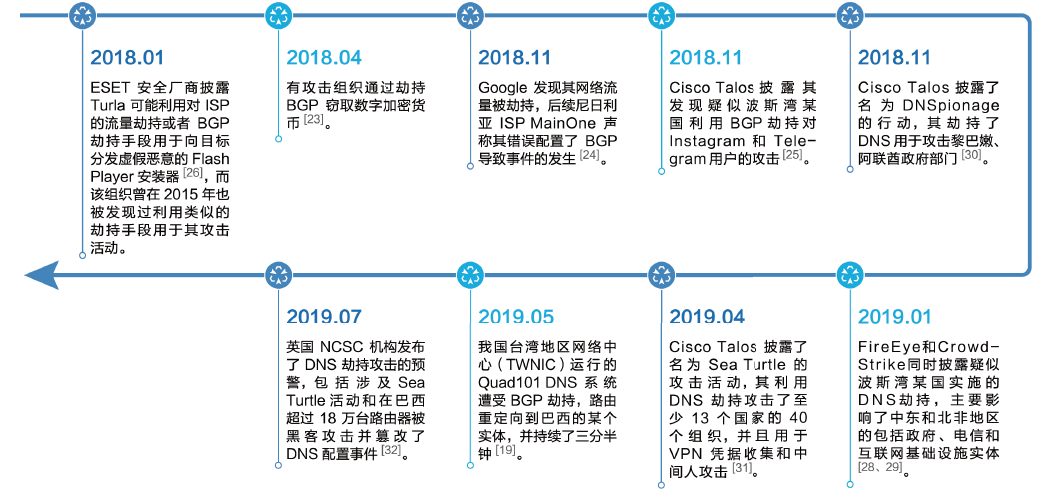 2018.01
ESET 安全厂商披露
Turla 可能利用对 ISP
的流量劫持或者 BGP
劫持手段用于向目标
分发虚假恶意的 Flash
Player 安装器 [26]，而
该组织曾在 2015 年也
被发现过利用类似的
劫持手段用于其攻击
活动。
2018.04
有攻击组织通过劫持
BGP 窃取数字加密货
币 [23]。
2018.11
Google 发现其网络流
量被劫持，后续尼日利
亚 ISP MainOne 声
称其错误配置了 BGP
导致事件的发生 [24]。
2018.11
Cisco Talos 披露其
发现疑似波斯湾某
国利用 BGP 劫持对
Instagram 和 Tele-
gram 用户的攻击 [25]。
2018.11
Cisco Talos 披露了
名为 DNSpionage
的行动，其劫持了
DNS 用于攻击黎巴嫩、
阿联酋政府部门 [30]。
2019.07
英国 NCSC 机构发布
了 DNS 劫持攻击的预
警，包括涉及 Sea
Turtle 活动和在巴西
超过 18 万台路由器被
黑客攻击并篡改了
DNS 配置事件 [32]。
2019.05
我国台湾地区网络中
心（TWNIC）运行的
Quad101 DNS 系统
遭受 BGP 劫持，路由
重定向到巴西的某个
实体，并持续了三分半
钟 [19]。
2019.04
Cisco Talos 披露了
名为 Sea Turtle 的
攻击活动，其利用
DNS 劫持攻击了至
少 13 个国家的 40
个组织，并且用于
VPN 凭据收集和中
间人攻击 [31]。
2019.01
FireEye和Crowd-
Strike同时披露疑似
波斯湾某国实施的
DNS劫持，主要影
响了中东和北非地区
的包括政府、电信和
互联网基础设施实体
[28、29]。